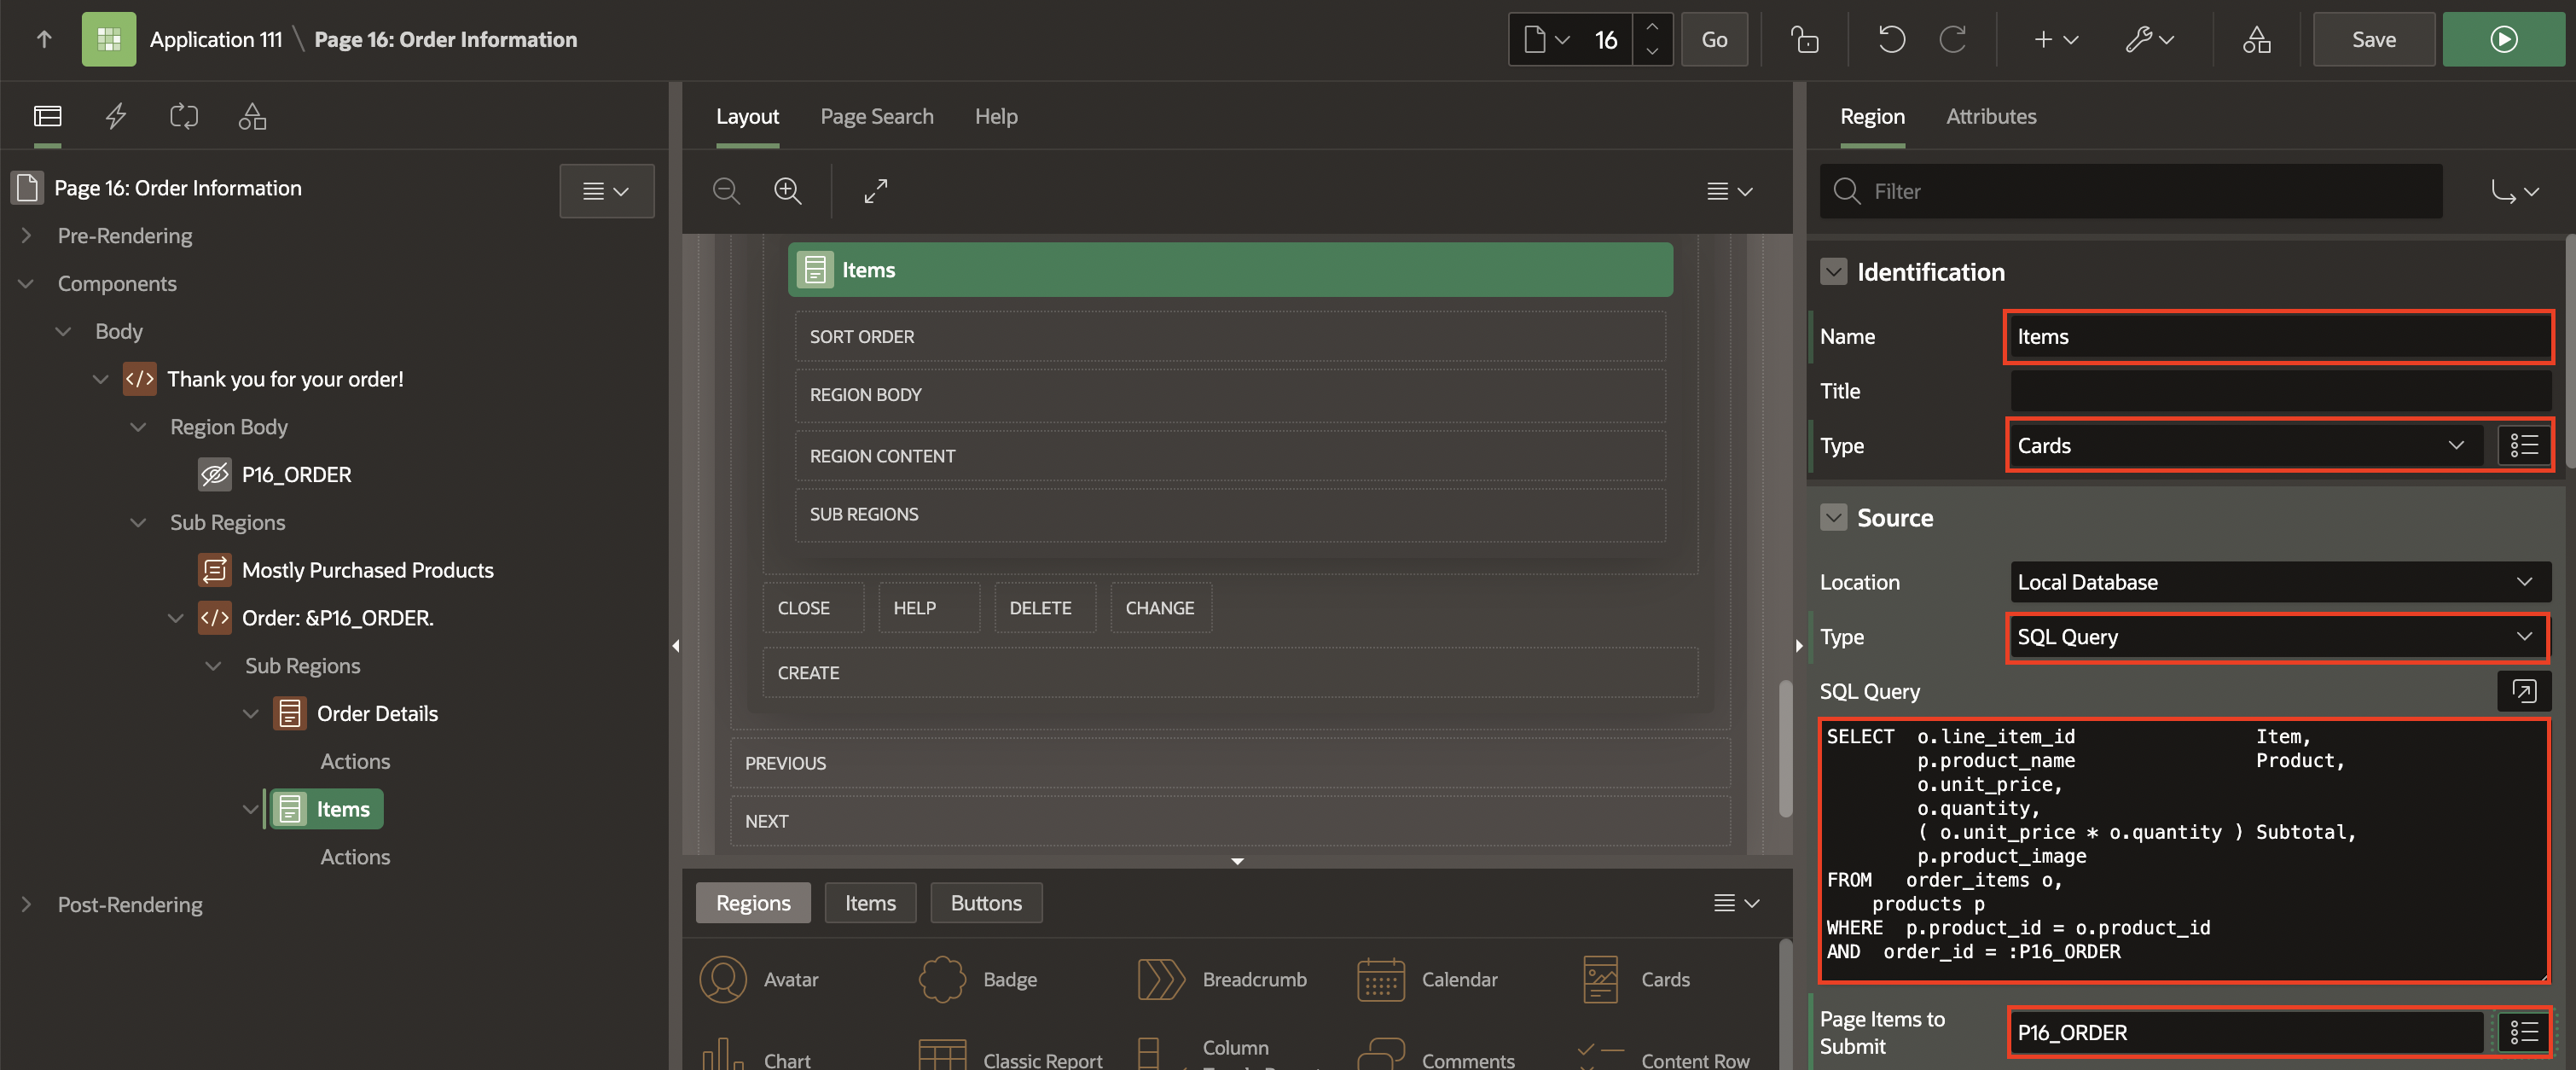 Application 111 \ Page 16: Order Information
16
Go
Save
Page 16: Order Information
Pre-Rendering
Components
Body
Thank you for your order!
Region Body
P16_ORDER
Sub Regions
Mostly Purchased Products
Order: &P16_ORDER.
Sub Regions
Order Details
Actions
Items
Actions
Post-Rendering
Layout
Page Search
Help
Items
SORT ORDER
REGION BODY
REGION CONTENT
SUB REGIONS
CLOSE
HELP
DELETE
CHANGE
CREATE
PREVIOUS
NEXT
Regions
Items
Buttons
Avatar
Badge
Breadcrumb
Calendar
Cards
Chart
Classic Report
Column
Comments
Content Row
Region
Attributes
Filter
Identification
Name
Items
Title
Type
Cards
Source
Location
Local Database
Type
SQL Query
SQL Query
SELECT  o.line_item_id                Item,
        p.product_name                Product,
        o.unit_price,
        o.quantity,
        ( o.unit_price * o.quantity ) Subtotal,
        p.product_image
FROM   order_items o,
    products p
WHERE  p.product_id = o.product_id
AND  order_id = :P16_ORDER
Page Items to
Submit
P16_ORDER